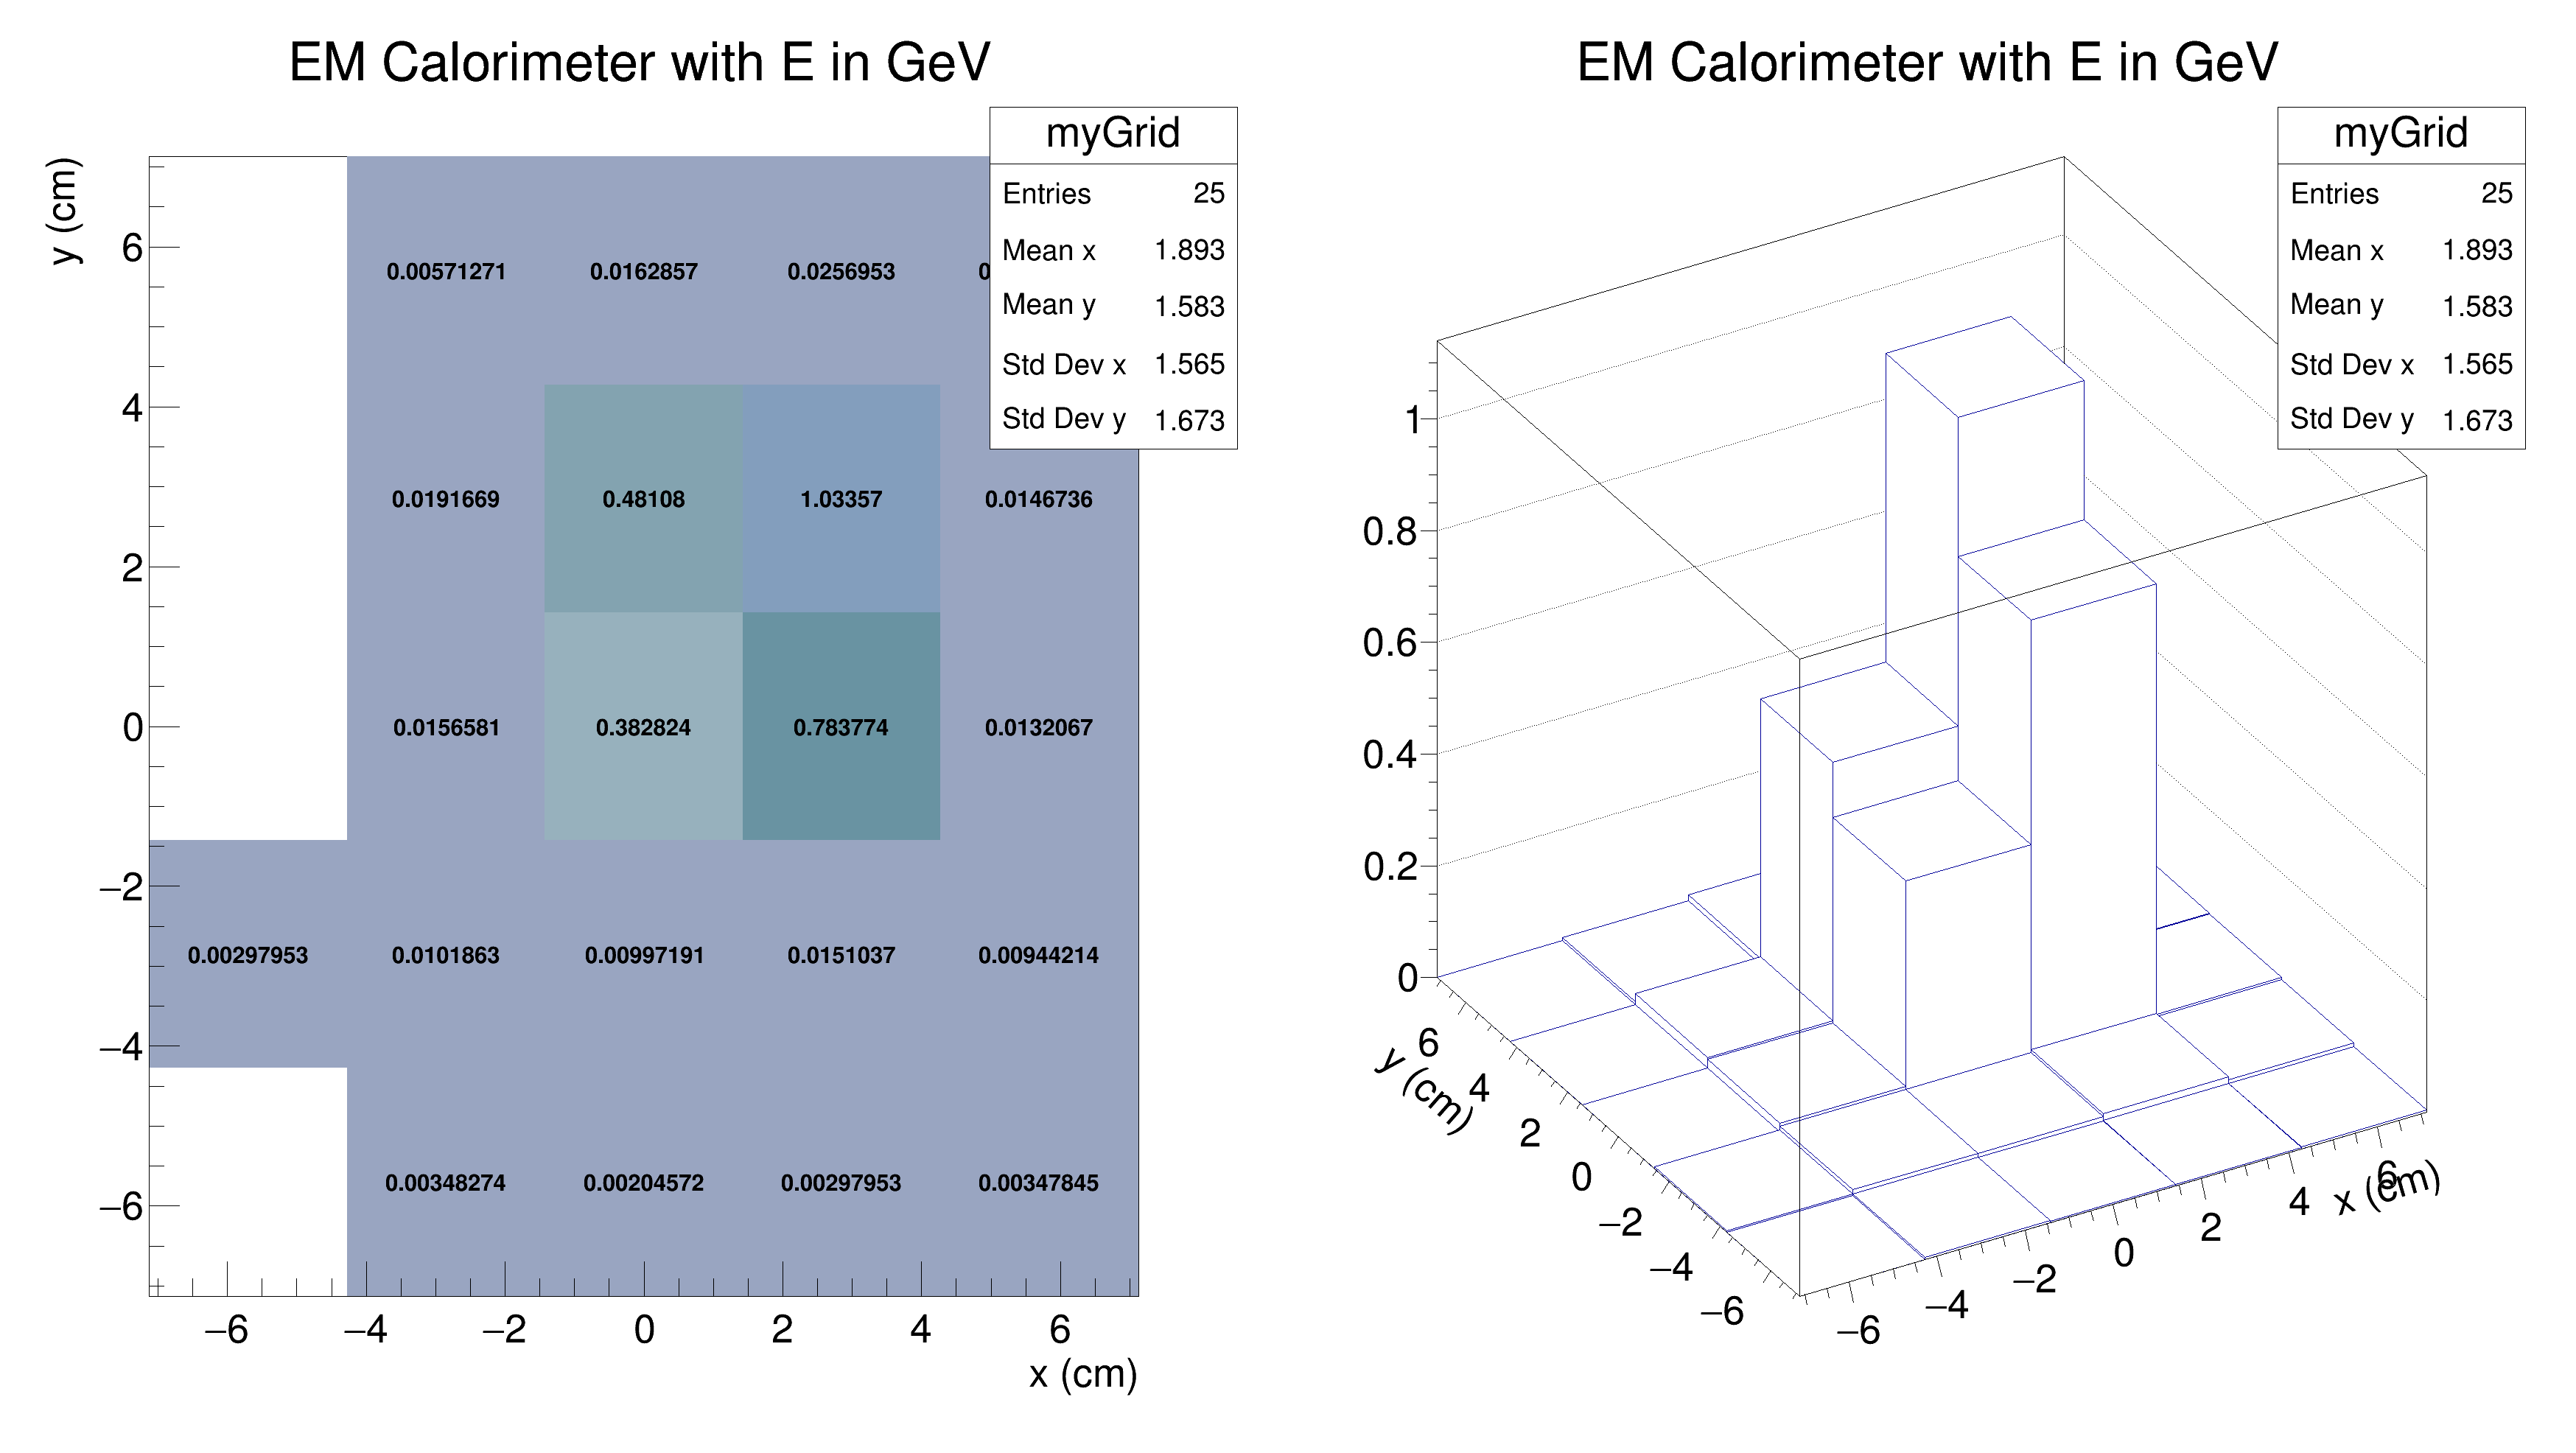 EM Calorimeter with E in GeV
myGrid
Entries 25
Mean x 1.893
Mean y 1.583
Std Dev x 1.565
Std Dev y 1.673
y (cm)
6
4
2
0
−2
−4
−6
0.00571271 0.0162857 0.0256953
0.0191669 0.48108 1.03357 0.0146736
0.0156581 0.382824 0.783774 0.0132067
0.00297953 0.0101863 0.00997191 0.0151037 0.00944214
0.00348274 0.00204572 0.00297953 0.00347845
−6 −4 −2 0 2 4 6
x (cm)
EM Calorimeter with E in GeV
myGrid
Entries 25
Mean x 1.893
Mean y 1.583
Std Dev x 1.565
Std Dev y 1.673
1
0.8
0.6
0.4
0.2
0
6
4
2
0
−2
−4
−6
y (cm)
−6
−4
−2
0
2
4
6
x (cm)